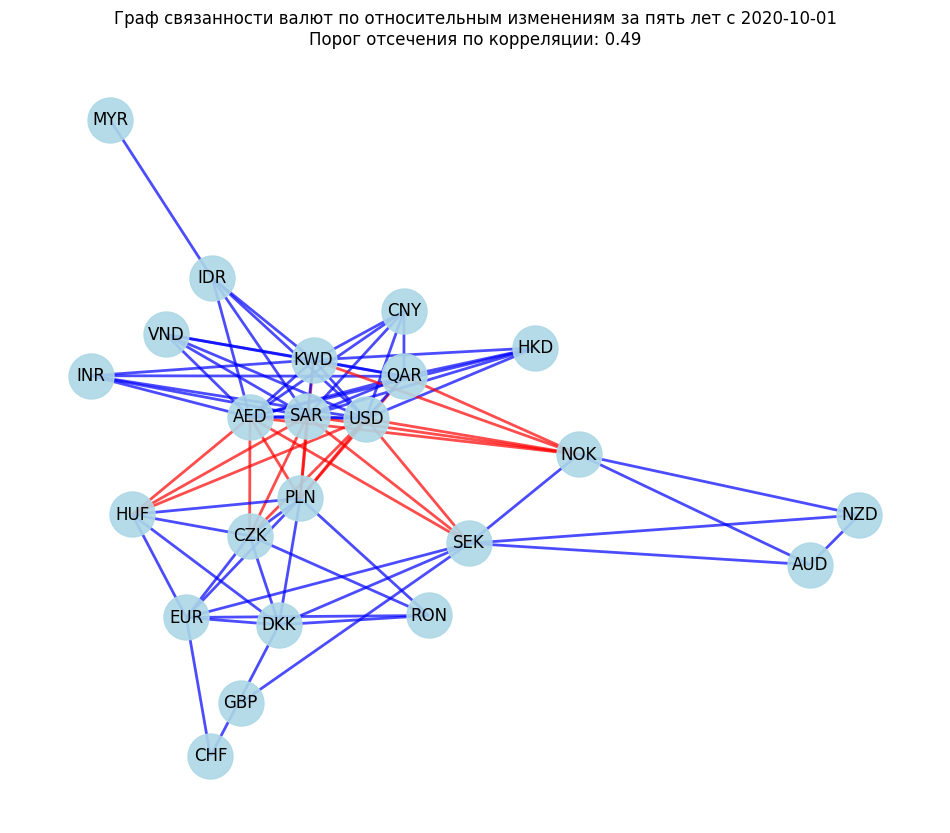 Граф связанности валют по относительным изменениям за пять лет с 2020-10-01
Порог отсечения по корреляции: 0.49
MYR
IDR
CNY
VND
HKD
KWD
INR
QAR
AED
SAR
USD
NOK
PLN
HUF
NZD
CZK
SEK
AUD
EUR
DKK
RON
GBP
CHF